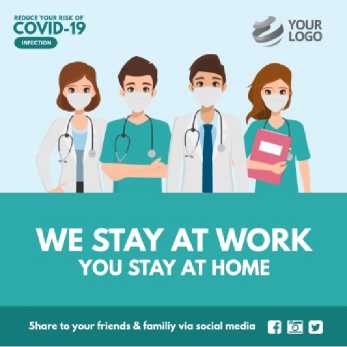 REDUCE YOUR RISK OF
COVID-19
INFECTION
YOUR
LOGO
WE STAY AT WORK
YOU STAY AT HOME
Share to your friends & familiy via social media